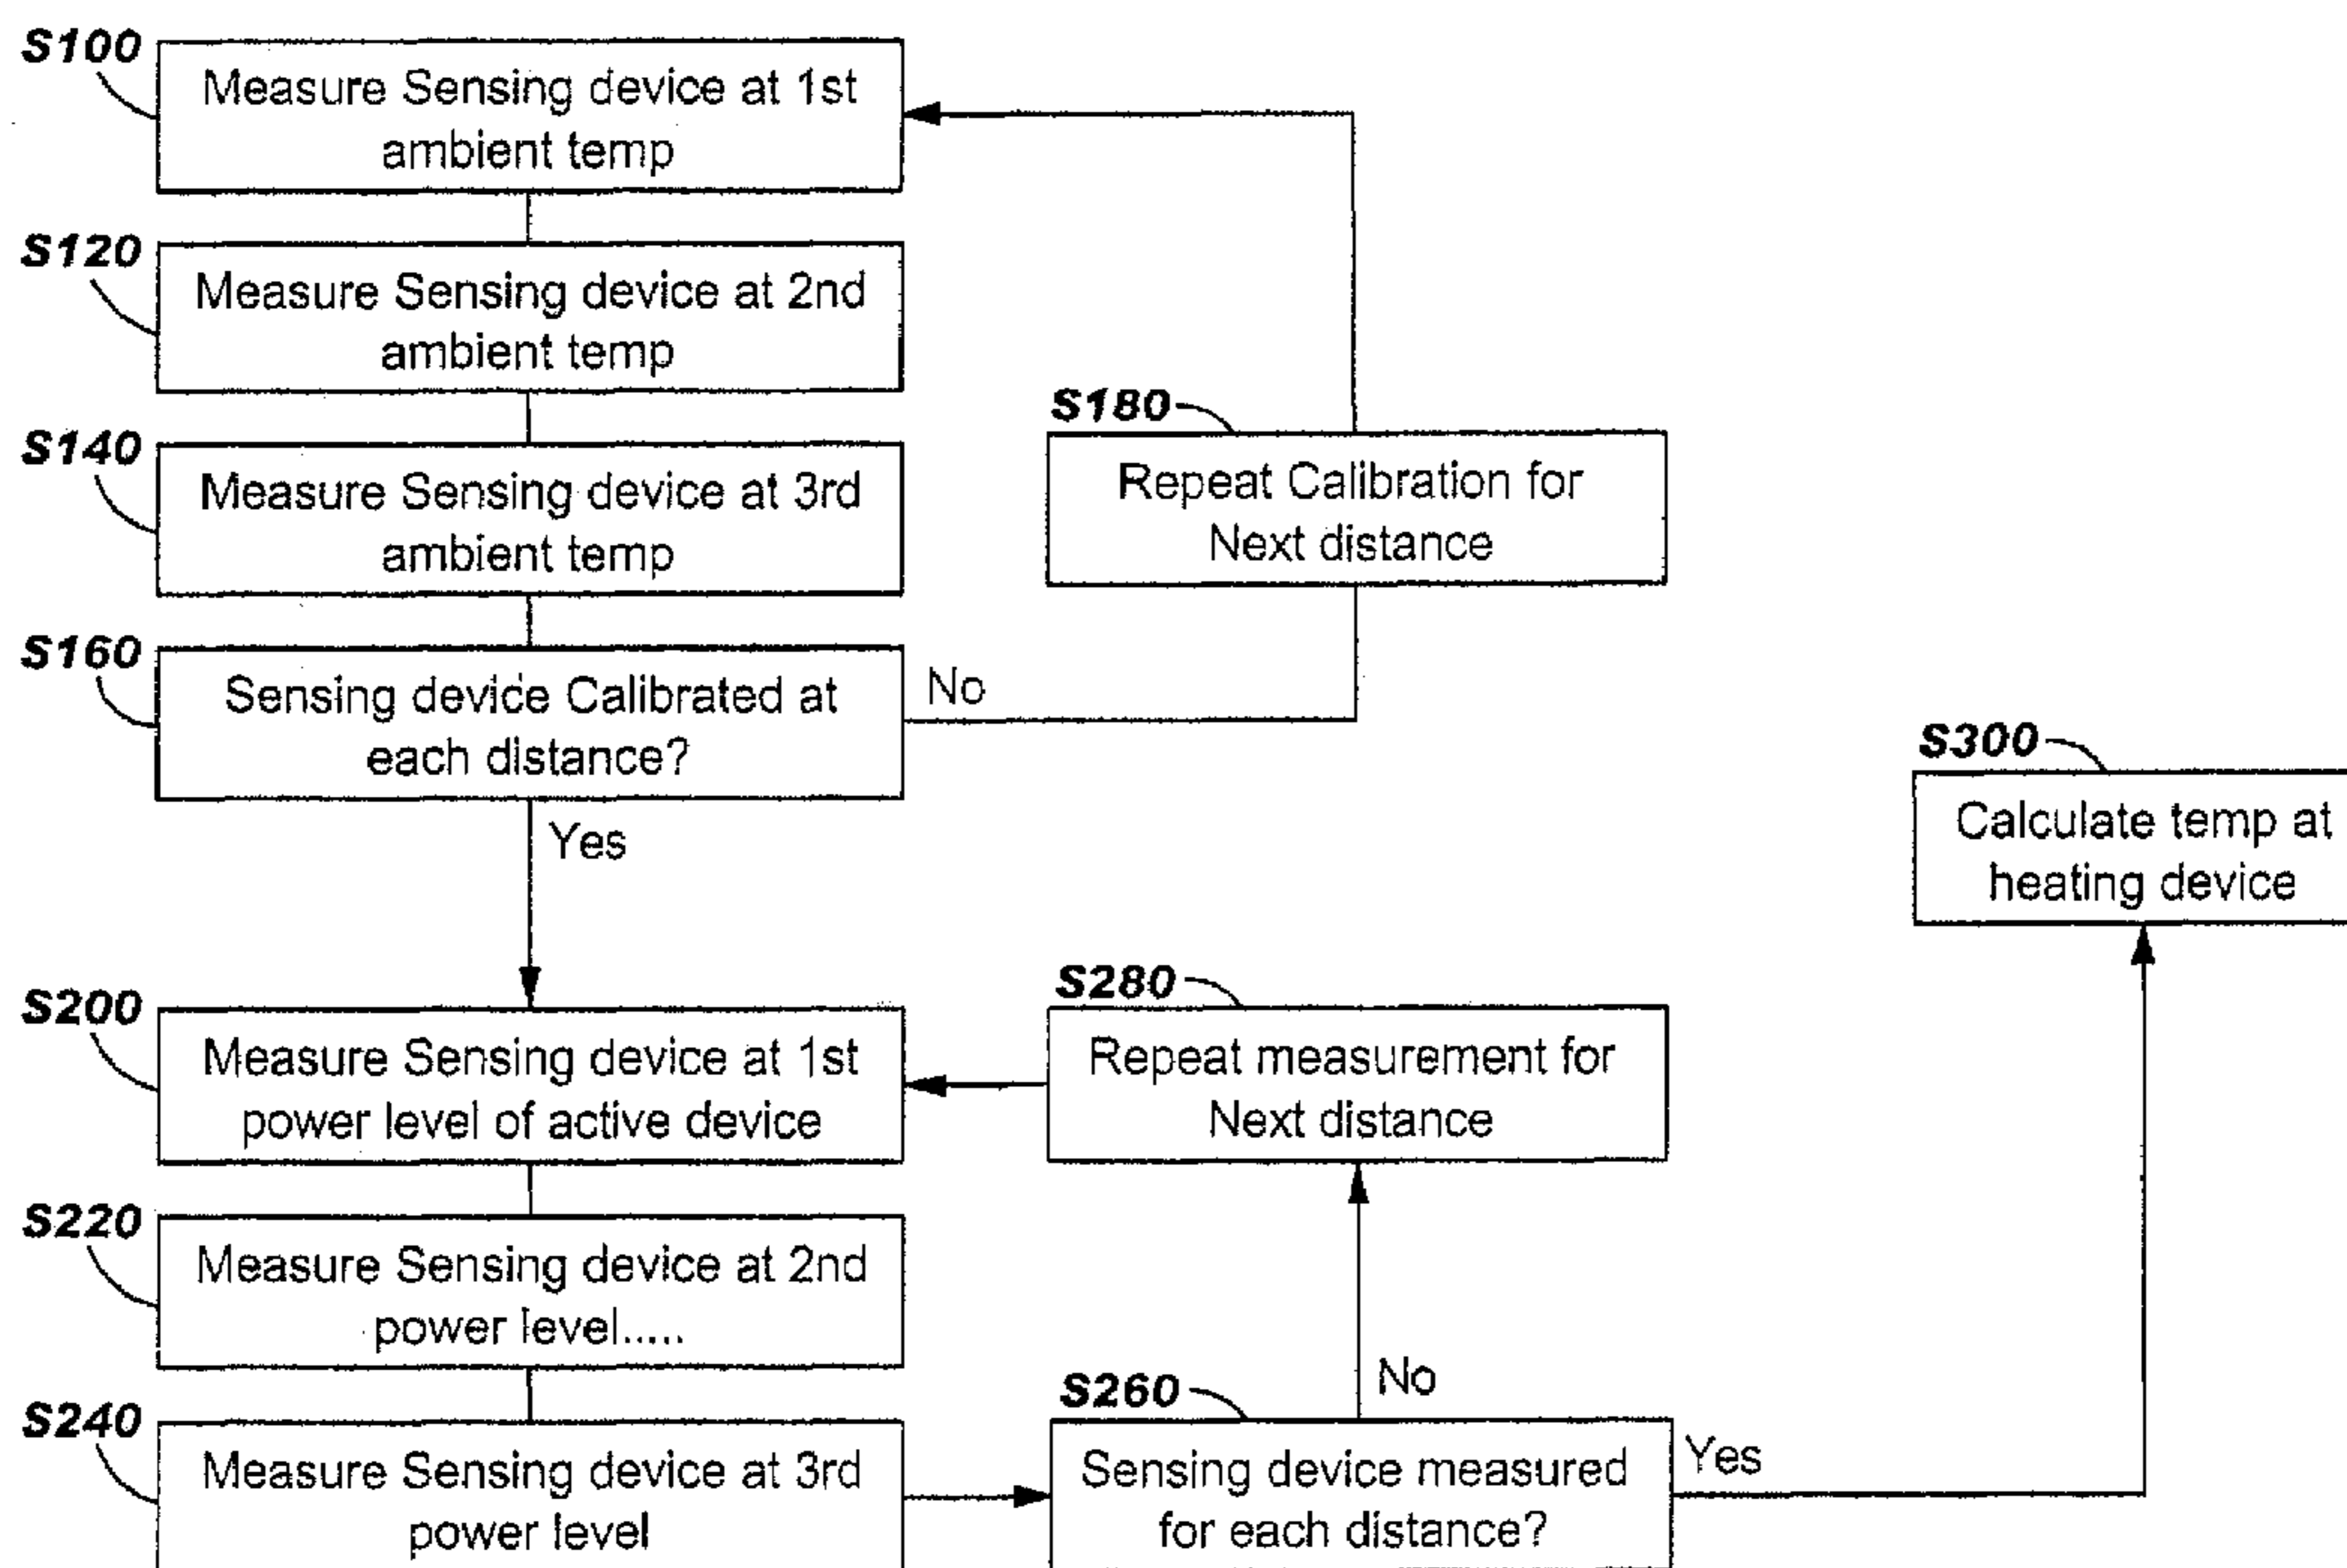 S100
Measure Sensing device at 1st
ambient temp
S120
Measure Sensing device at 2nd
ambient temp
S140
Measure Sensing device at 3rd
ambient temp
S180
Repeat Calibration for
Next distance
S160
Sensing device Calibrated at
each distance?
No
Yes
S300
Calculate temp at
heating device
S200
Measure Sensing device at 1st
power level of active device
S280
Repeat measurement for
Next distance
S220
Measure Sensing device at 2nd
power level.....
S240
Measure Sensing device at 3rd
power level
S260
No
Sensing device measured
for each distance?
Yes